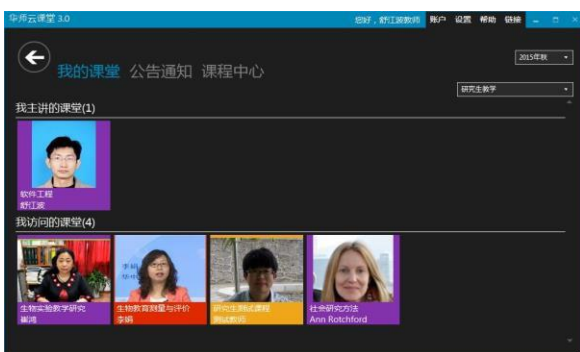 华师云课堂 3.0
您好，舒江波教师 账户 设置 帮助 链接
我的课堂 公告通知 课程中心
2015年秋
研究生教学
我主讲的课堂(1)
软件工程
舒江波
我访问的课堂(4)
李娟
生物实验教学研究
崔鸿
生物教育测量与评价
李娟
研究生测试课程
测试教师
社会研究方法
Ann Rotchford